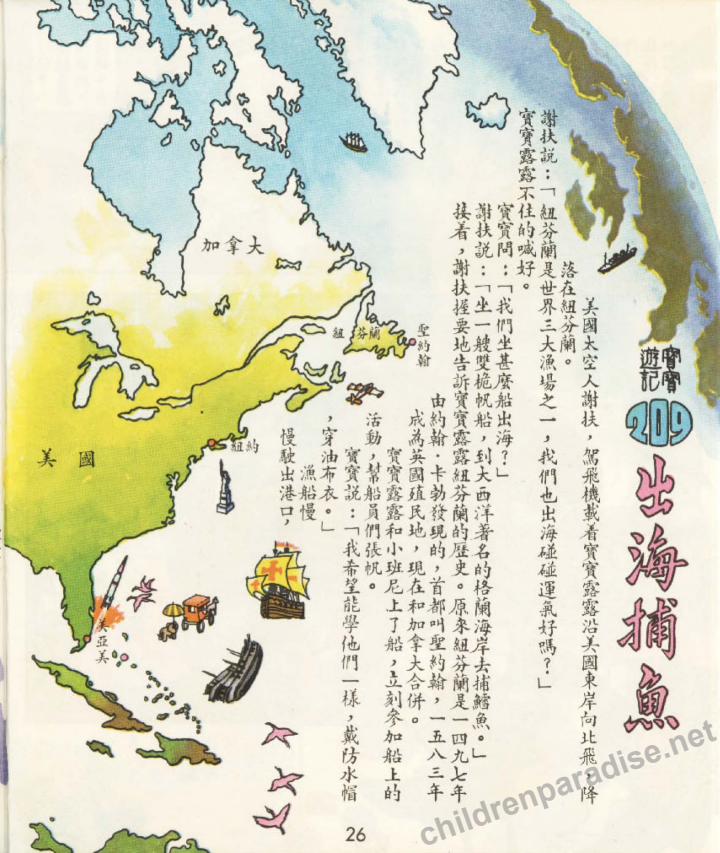 寶寶
遊記
209
出海捕魚
美國太空人謝扶，駕飛機載着寶寶露露沿美國東岸向北飛，降
落在紐芬蘭。
謝扶說：「紐芬蘭是世界三大漁場之一，我們也出海碰碰運氣好嗎？」
寶寶露露不住的喊好。
寶寶問：「我們坐甚麼船出海？」
謝扶說：「坐一艘雙桅帆船，到大西洋著名的格蘭海岸去捕鱈魚。」
接着，謝扶握要地告訴寶寶露露紐芬蘭的歷史。原來紐芬蘭是一四九七年
由約翰·卡勃發現的，首都叫聖約翰，一五八三年
成為英國殖民地，現在和加拿大合併。
寶寶露露和小班尼上了船，立刻參加船上的
活動，幫船員們張帆。
寶寶說：「我希望能學他們一樣，戴防水帽
，穿油布衣。」
漁船慢
慢駛出港口，
加拿大
紐芬蘭
聖約翰
紐約
美國
美亞美
26
childrenparadise.net